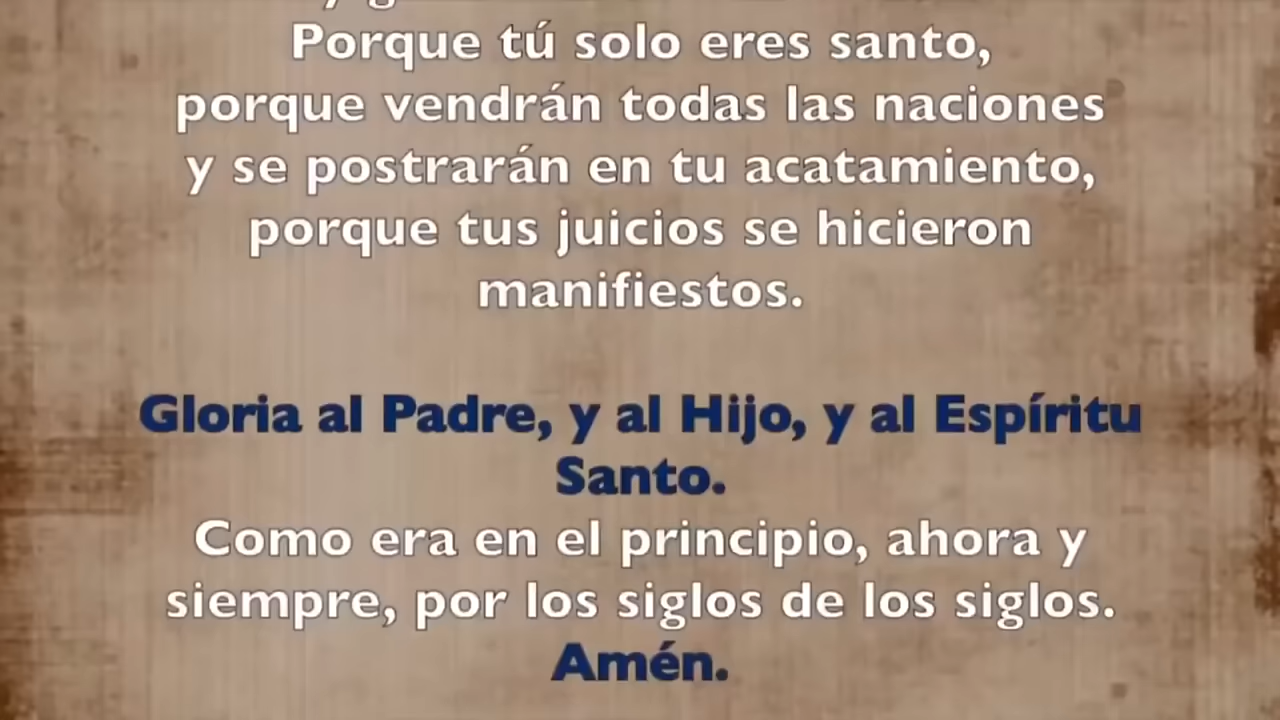 Porque tú solo eres santo,
porque vendrán todas las naciones
y se postrarán en tu acatamiento,
porque tus juicios se hicieron
manifiestos.
Gloria al Padre, y al Hijo, y al Espíritu
Santo.
Como era en el principio, ahora y
siempre, por los siglos de los siglos.
Amén.